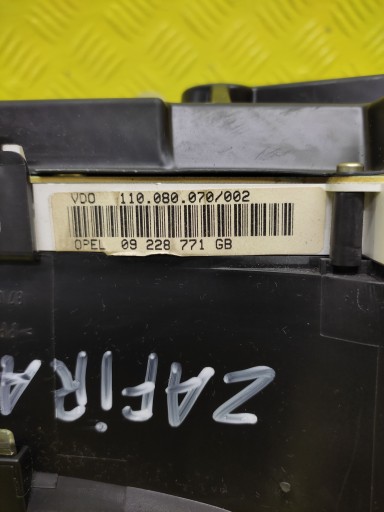 VDO 110.080.070/002
OPEL 09 228 771 GB
ZAFIRA